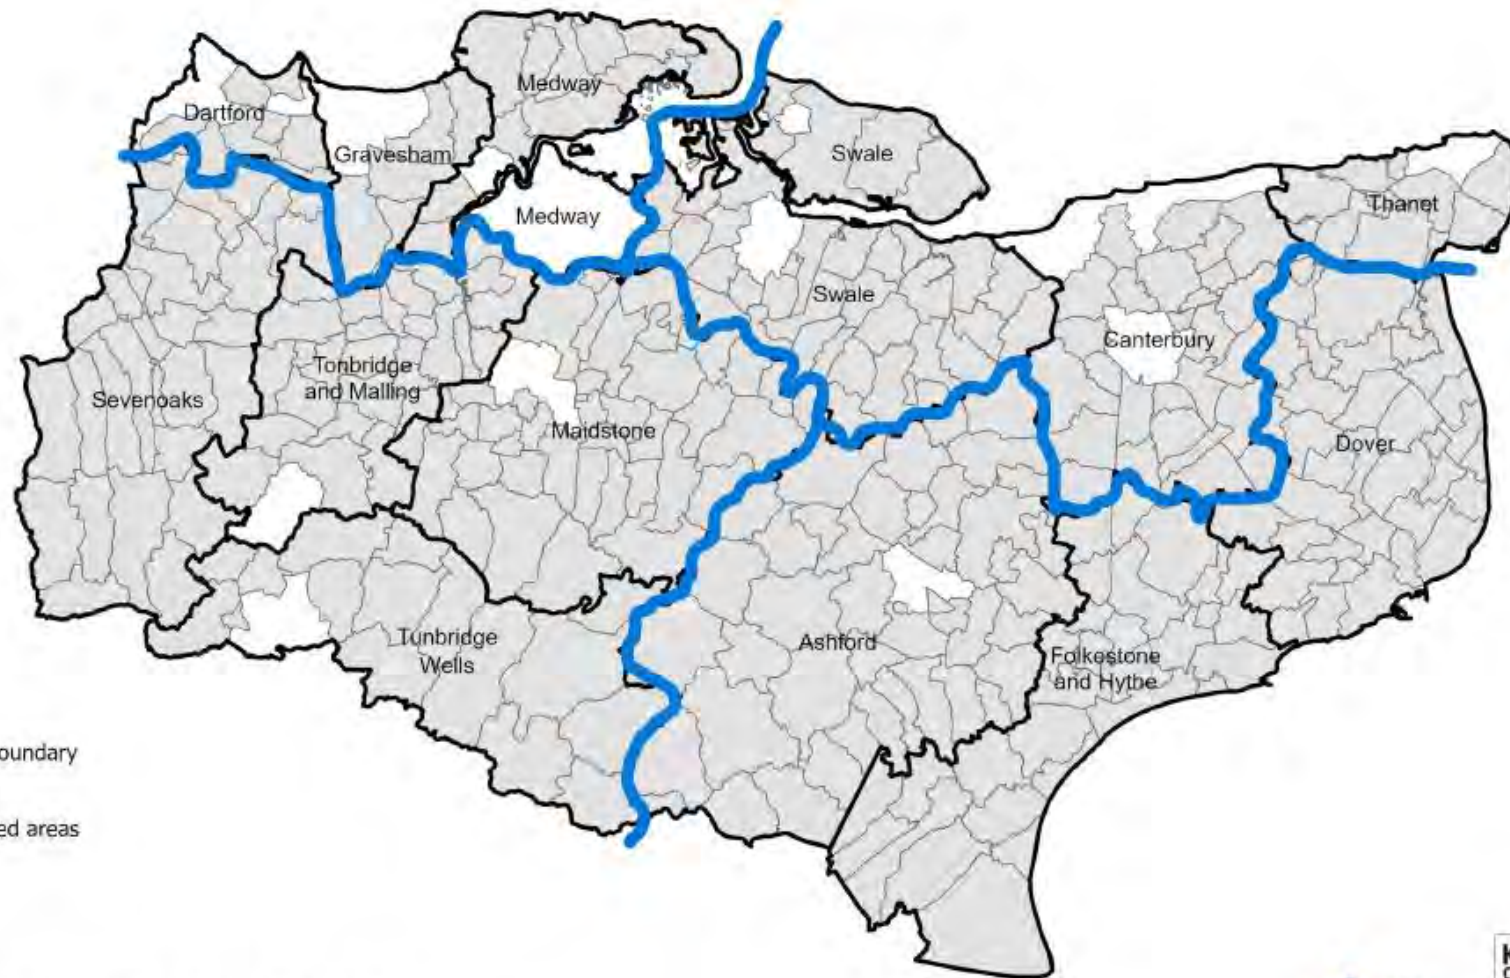 Medway
Dartford
Gravesham
Swale
Thanet
Medway
Swale
Canterbury
Tonbridge
and Malling
Sevenoaks
Maidstone
Dover
Tunbridge
Wells
Ashford
Folkestone
and Hythe
oundary
ed areas